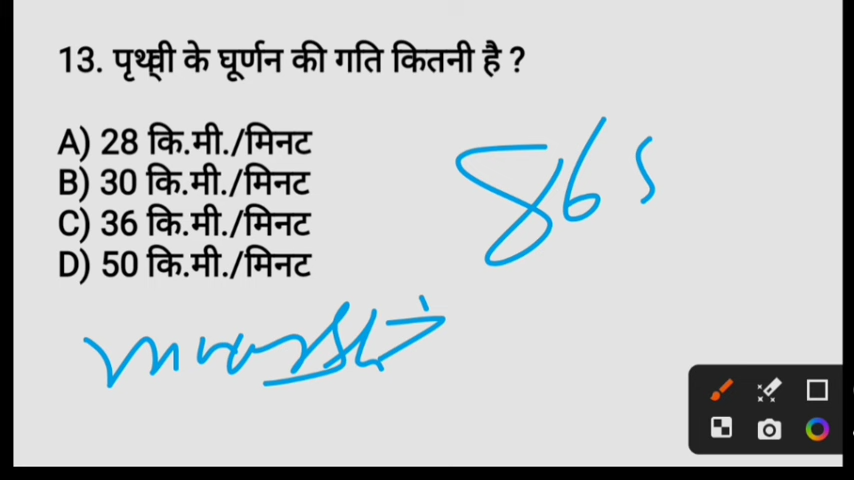 13. पृथ्वी के घूर्णन की गति कितनी है ?
A) 28 कि.मी./मिनट
B) 30 कि.मी./मिनट
C) 36 कि.मी./मिनट
D) 50 कि.मी./मिनट
86